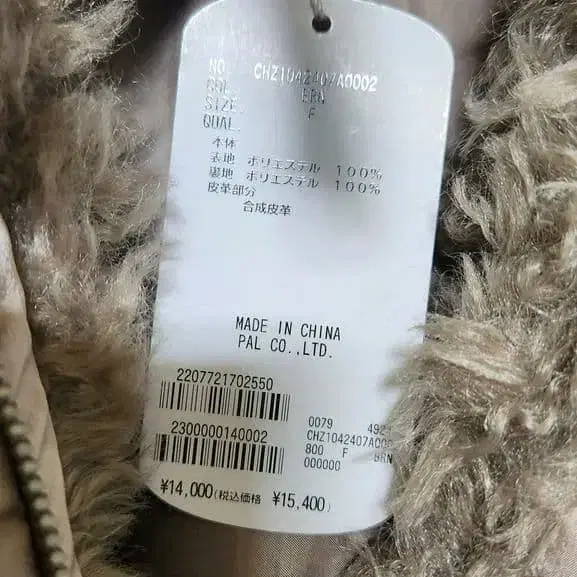 NO. CHZ1042407A0002
COL. BRN
SIZE. F
QUAL.
本体
表地 ポリエステル 100%
裏地 ポリエステル 100%
皮革部分
合成皮革
MADE IN CHINA
PAL CO.,LTD.
2207721702550
2300000140002
0079 492
CHZ1042407A000
800 F BRN
000000
¥14,000(税込価格 ¥15,400)